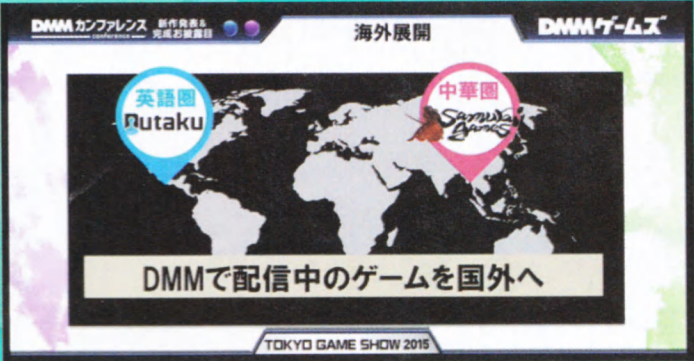 DMM カンファレンス
conference
新作発表&
完成お披露目
海外展開
DMMゲームズ
英語圏
Nutaku
中華圏
Samurai
Games
DMMで配信中のゲームを国外へ
TOKYO GAME SHOW 2015